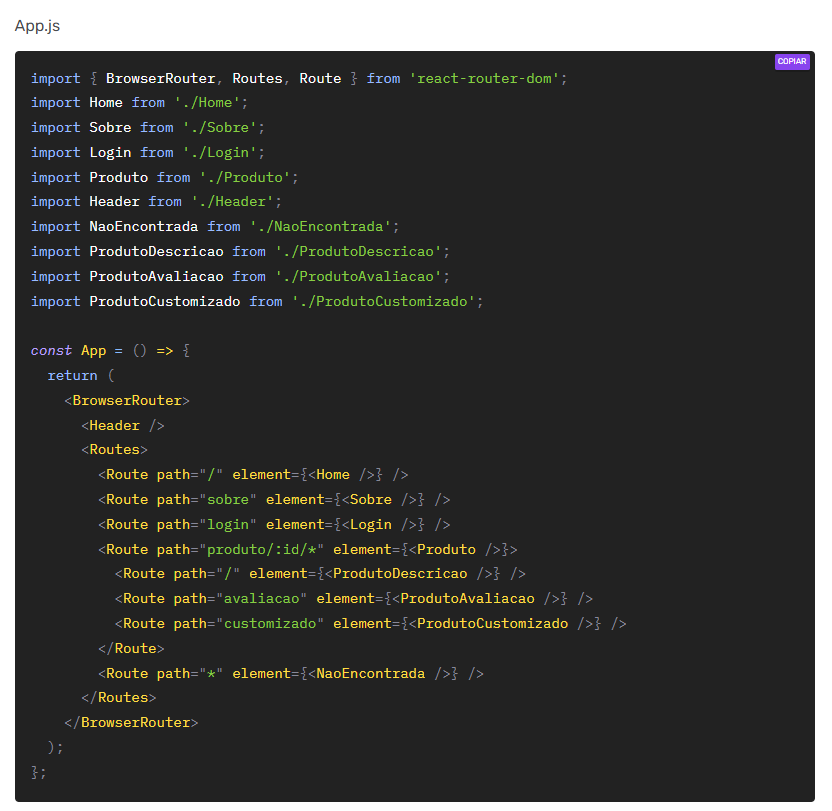 App.js
COPIAR
import { BrowserRouter, Routes, Route } from 'react-router-dom';
import Home from './Home';
import Sobre from './Sobre';
import Login from './Login';
import Produto from './Produto';
import Header from './Header';
import NaoEncontrada from './NaoEncontrada';
import ProdutoDescricao from './ProdutoDescricao';
import ProdutoAvaliacao from './ProdutoAvaliacao';
import ProdutoCustomizado from './ProdutoCustomizado';

const App = () => {
  return (
    <BrowserRouter>
      <Header />
      <Routes>
        <Route path="/" element={<Home />} />
        <Route path="sobre" element={<Sobre />} />
        <Route path="login" element={<Login />} />
        <Route path="produto/:id/*" element={<Produto />}>
          <Route path="/" element={<ProdutoDescricao />} />
          <Route path="avaliacao" element={<ProdutoAvaliacao />} />
          <Route path="customizado" element={<ProdutoCustomizado />} />
        </Route>
        <Route path="*" element={<NaoEncontrada />} />
      </Routes>
    </BrowserRouter>
  );
};